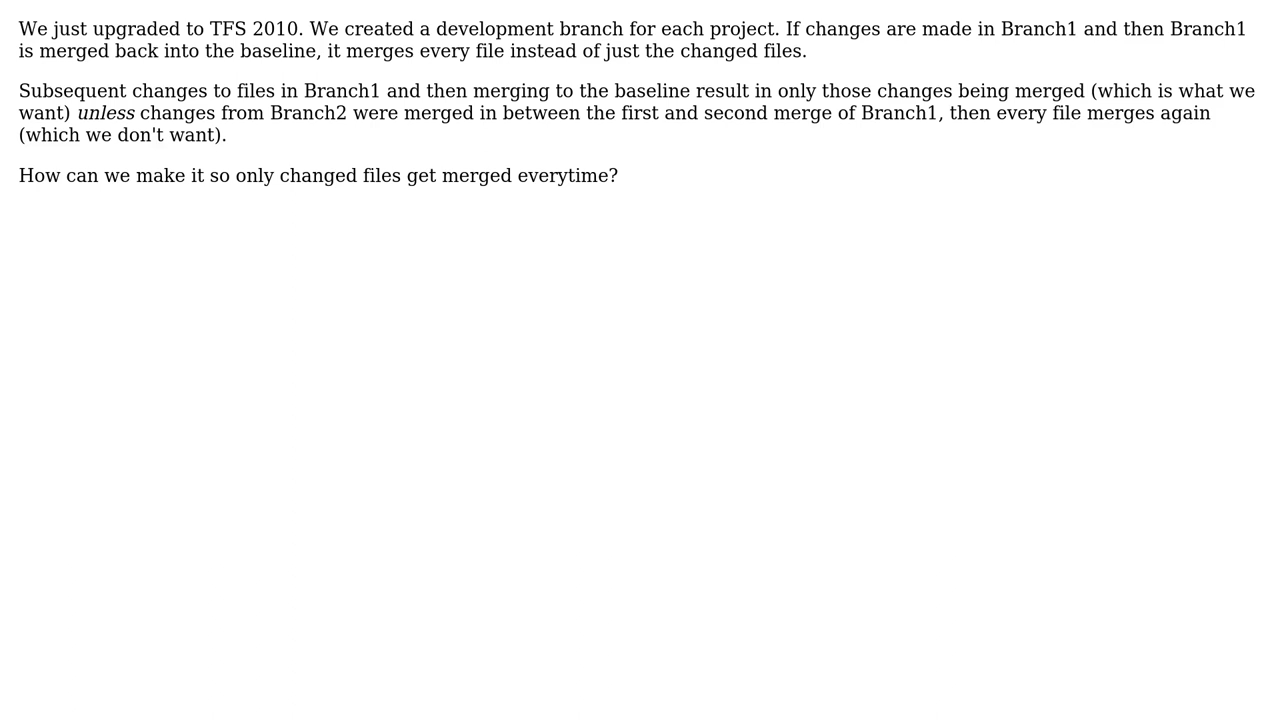 We just upgraded to TFS 2010. We created a development branch for each project. If changes are made in Branch1 and then Branch1
is merged back into the baseline, it merges every file instead of just the changed files.
Subsequent changes to files in Branch1 and then merging to the baseline result in only those changes being merged (which is what we
want) unless changes from Branch2 were merged in between the first and second merge of Branch1, then every file merges again
(which we don't want).
How can we make it so only changed files get merged everytime?